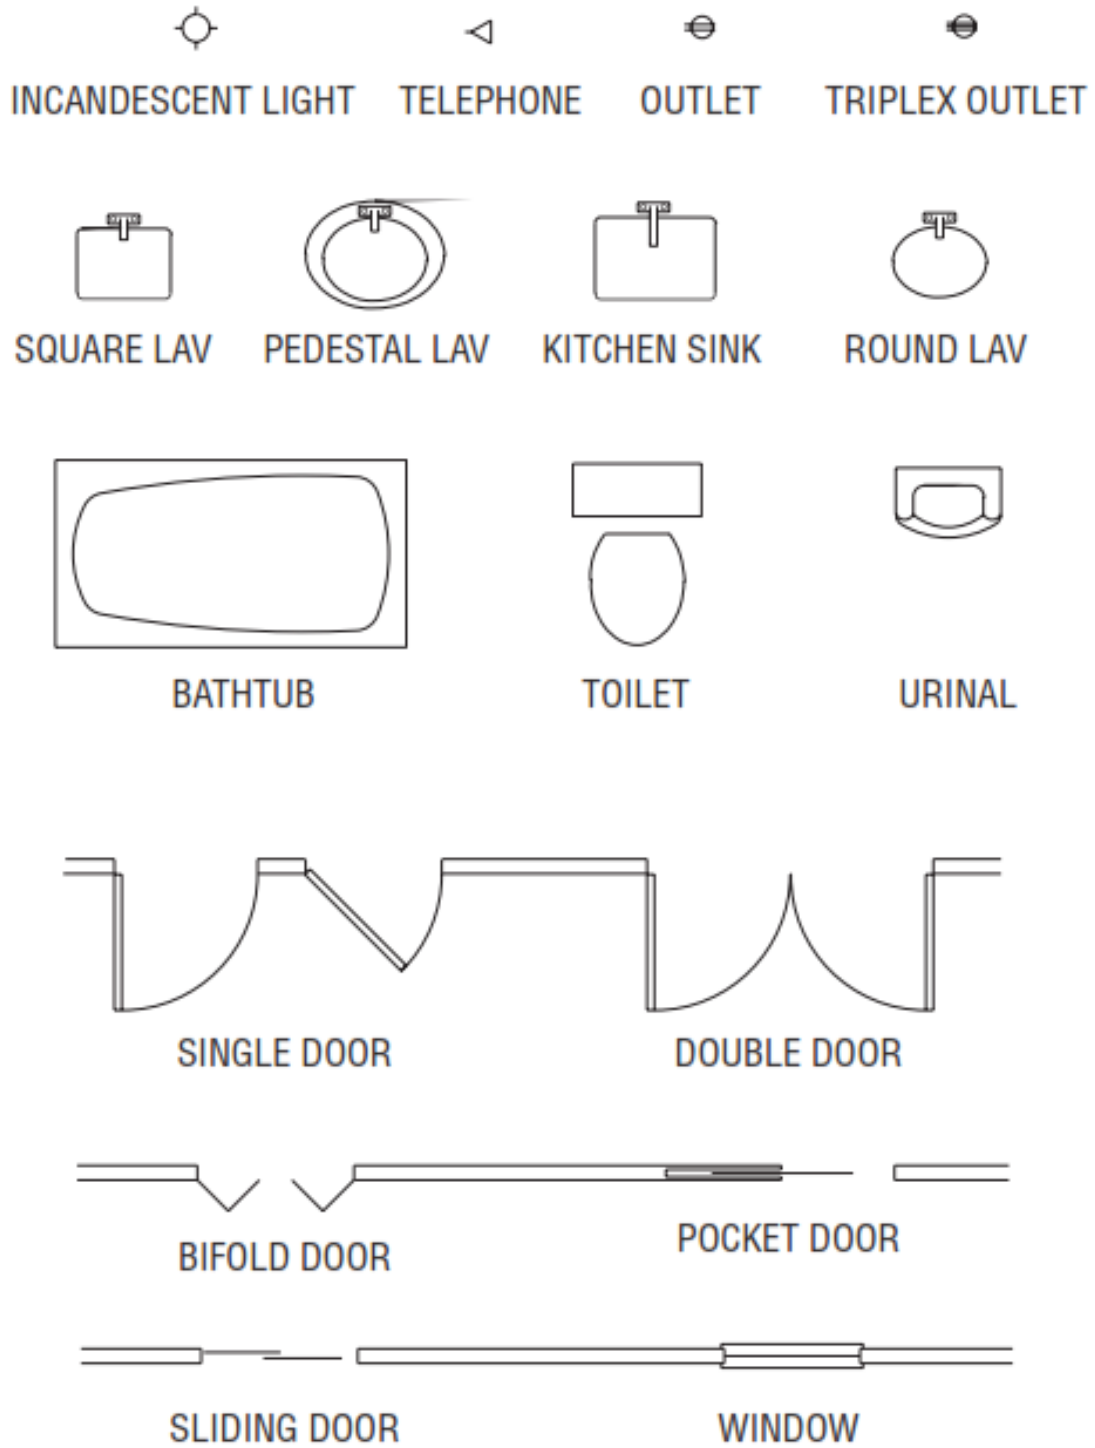 INCANDESCENT LIGHT TELEPHONE OUTLET TRIPLEX OUTLET
SQUARE LAV PEDESTAL LAV KITCHEN SINK ROUND LAV
BATHTUB TOILET URINAL
SINGLE DOOR DOUBLE DOOR
BIFOLD DOOR POCKET DOOR
SLIDING DOOR WINDOW